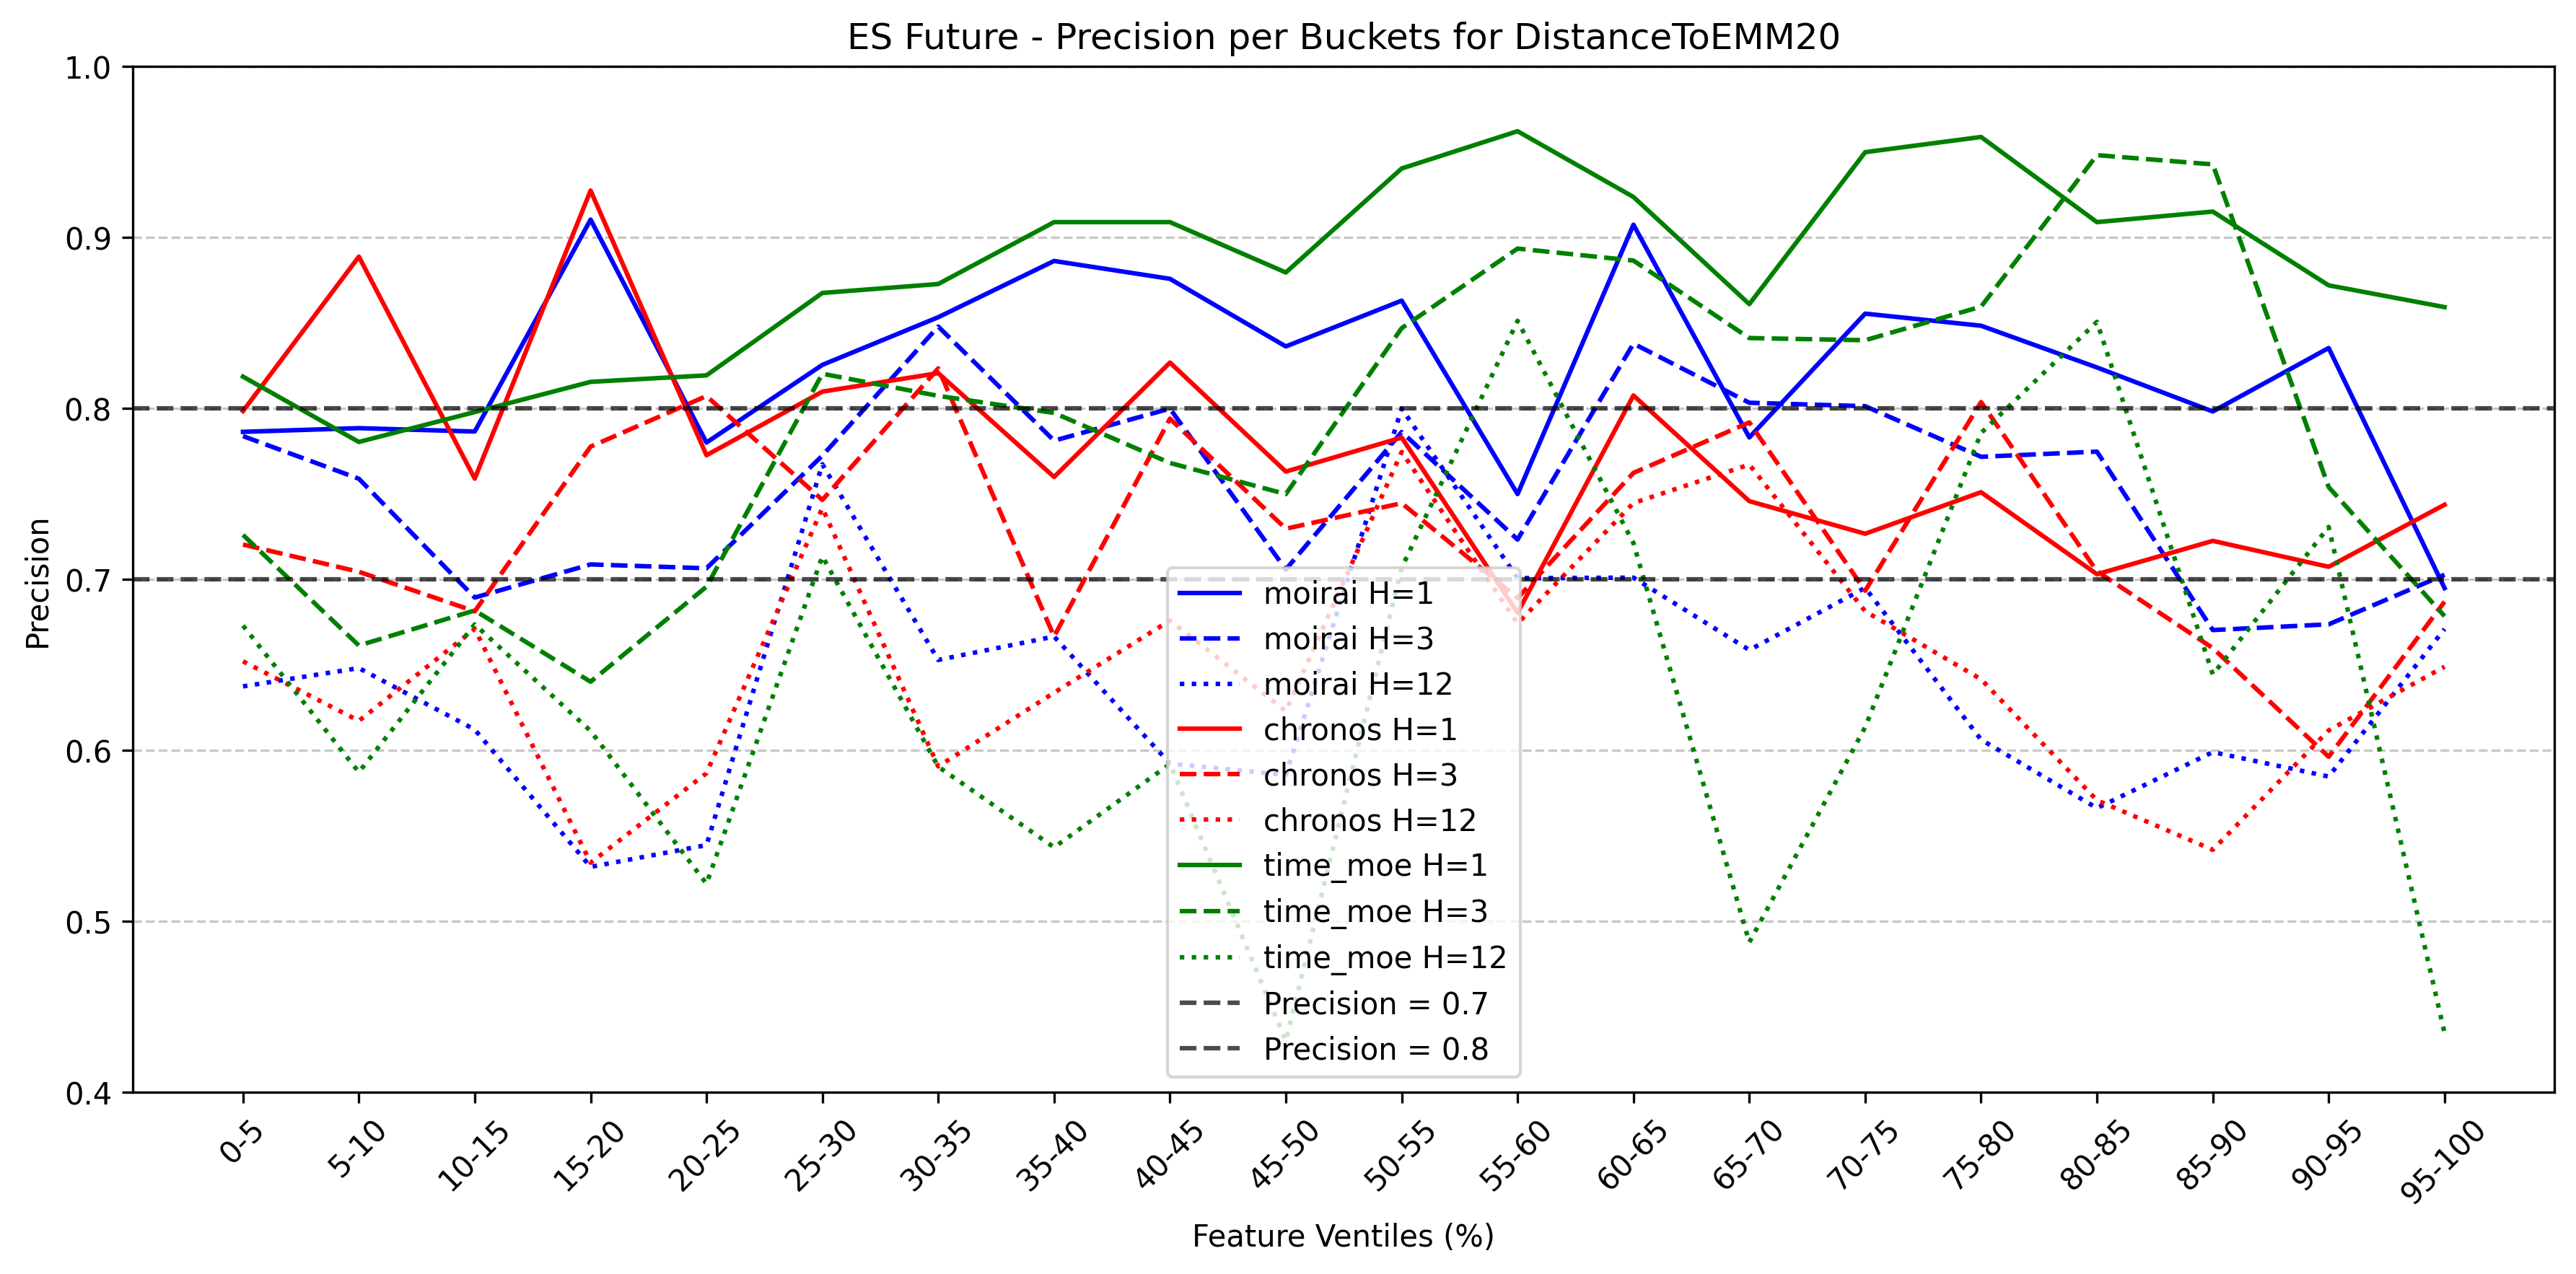 ES Future - Precision per Buckets for DistanceToEMM20
Precision
1.0
0.9
0.8
0.7
0.6
0.5
0.4
moirai H=1
moirai H=3
moirai H=12
chronos H=1
chronos H=3
chronos H=12
time_moe H=1
time_moe H=3
time_moe H=12
Precision = 0.7
Precision = 0.8
0-5
5-10
10-15
15-20
20-25
25-30
30-35
35-40
40-45
45-50
50-55
55-60
60-65
65-70
70-75
75-80
80-85
85-90
90-95
95-100
Feature Ventiles (%)